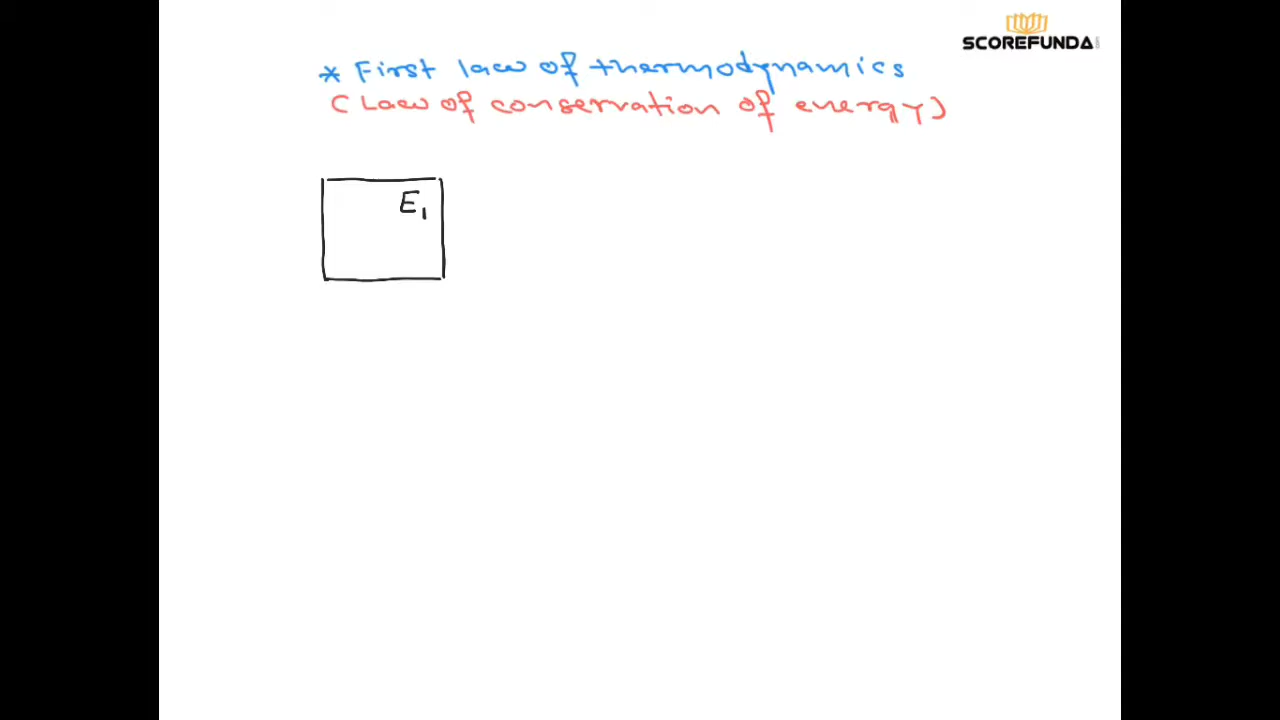 SCOREFUNDA
* First law of thermodynamics
(Law of conservation of energy)
E1